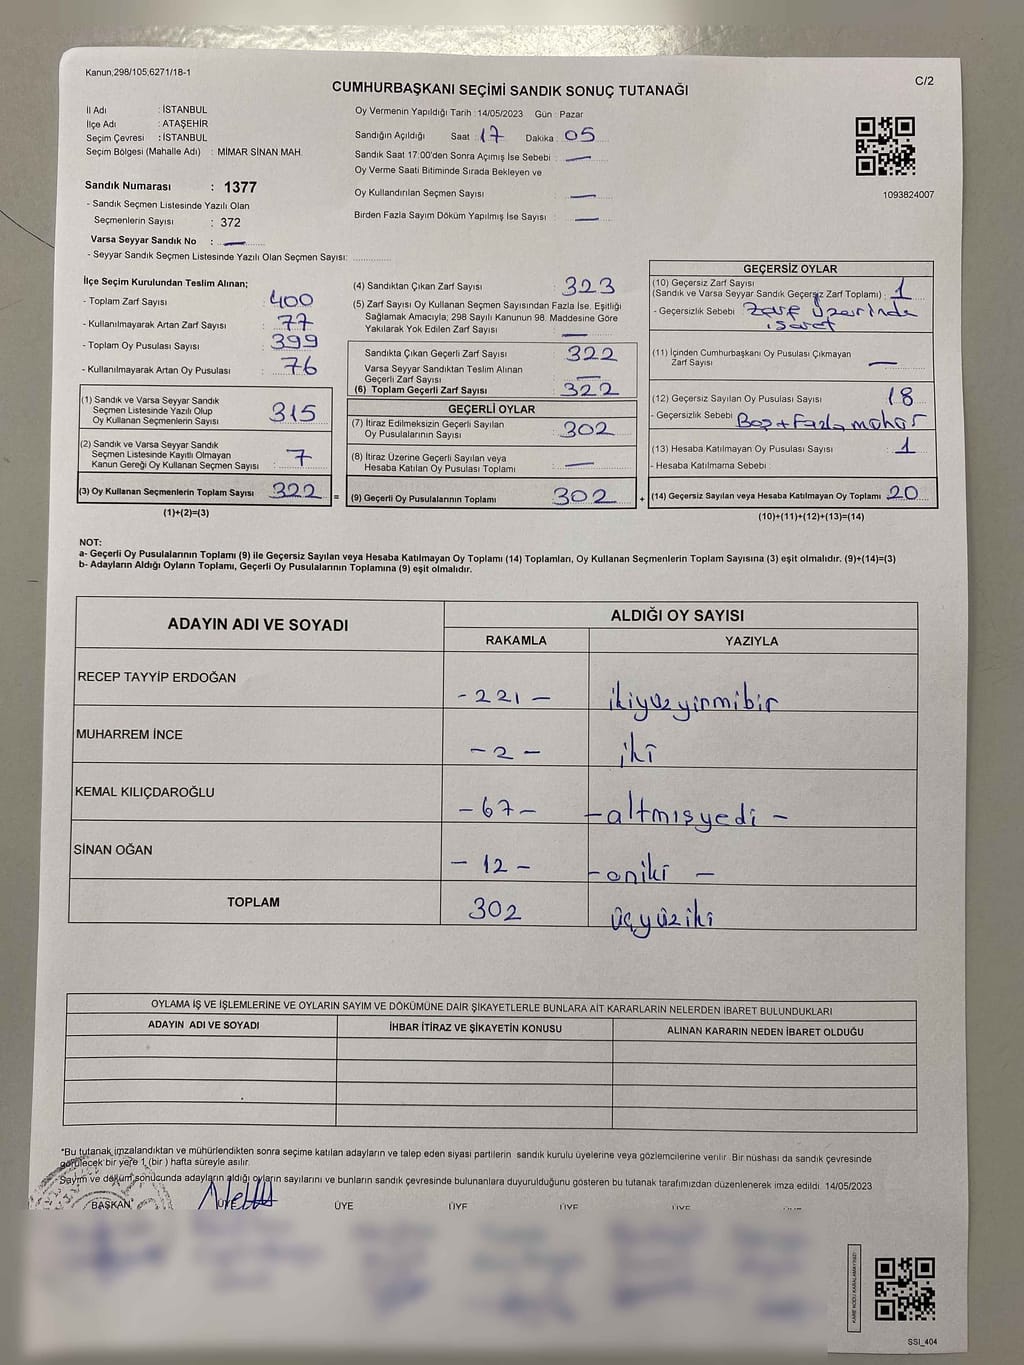 Kanun;298/105,6271/18-1
C/2
CUMHURBAŞKANI SEÇİMİ SANDIK SONUÇ TUTANAĞI
İl Adı : İSTANBUL
İlçe Adı : ATAŞEHİR
Seçim Çevresi : İSTANBUL
Seçim Bölgesi (Mahalle Adı) : MİMAR SİNAN MAH.
Oy Vermenin Yapıldığı Tarih : 14/05/2023 Gün : Pazar
Sandığın Açıldığı Saat : 17 Dakika : 05
Sandık Saat 17:00'den Sonra Açımış İse Sebebi : —
Oy Verme Saati Bitiminde Sırada Bekleyen ve
Oy Kullandırılan Seçmen Sayısı : —
Birden Fazla Sayım Döküm Yapılmış İse Sayısı : —
1093824007
Sandık Numarası : 1377
- Sandık Seçmen Listesinde Yazılı Olan
Seçmenlerin Sayısı : 372
Varsa Seyyar Sandık No : —
- Seyyar Sandık Seçmen Listesinde Yazılı Olan Seçmen Sayısı:
İlçe Seçim Kurulundan Teslim Alınan;
- Toplam Zarf Sayısı : 400
- Kullanılmayarak Artan Zarf Sayısı : 77
- Toplam Oy Pusulası Sayısı : 399
- Kullanılmayarak Artan Oy Pusulası : 76
(1) Sandık ve Varsa Seyyar Sandık
Seçmen Listesinde Yazılı Olup
Oy Kullanan Seçmenlerin Sayısı : 315
(2) Sandık ve Varsa Seyyar Sandık
Seçmen Listesinde Kayıtlı Olmayan
Kanun Gereği Oy Kullanan Seçmen Sayısı : 7
(3) Oy Kullanan Seçmenlerin Toplam Sayısı : 322 =
(1)+(2)=(3)
(4) Sandıktan Çıkan Zarf Sayısı : 323
(5) Zarf Sayısı Oy Kullanan Seçmen Sayısından Fazla İse, Eşitliği
Sağlamak Amacıyla; 298 Sayılı Kanunun 98. Maddesine Göre
Yakılarak Yok Edilen Zarf Sayısı : —
Sandıkta Çıkan Geçerli Zarf Sayısı : 322
Varsa Seyyar Sandıktan Teslim Alınan
Geçerli Zarf Sayısı : —
(6) Toplam Geçerli Zarf Sayısı : 322
GEÇERLİ OYLAR
(7) İtiraz Edilmeksizin Geçerli Sayılan
Oy Pusulalarının Sayısı : 302
(8) İtiraz Üzerine Geçerli Sayılan veya
Hesaba Katılan Oy Pusulası Toplamı : —
(9) Geçerli Oy Pusulalarının Toplamı : 302 +
GEÇERSİZ OYLAR
(10) Geçersiz Zarf Sayısı
(Sandık ve Varsa Seyyar Sandık Geçersiz Zarf Toplamı) : 1
- Geçersizlik Sebebi : Zarf üzerinde
işaret
(11) İçinden Cumhurbaşkanı Oy Pusulası Çıkmayan
Zarf Sayısı : —
(12) Geçersiz Sayılan Oy Pusulası Sayısı : 18
- Geçersizlik Sebebi : Boş+Fazla mühür
(13) Hesaba Katılmayan Oy Pusulası Sayısı : 1
- Hesaba Katılmama Sebebi :
(14) Geçersiz Sayılan veya Hesaba Katılmayan Oy Toplamı : 20
(10)+(11)+(12)+(13)=(14)
NOT:
a- Geçerli Oy Pusulalarının Toplamı (9) ile Geçersiz Sayılan veya Hesaba Katılmayan Oy Toplamı (14) Toplamları, Oy Kullanan Seçmenlerin Toplam Sayısına (3) eşit olmalıdır. (9)+(14)=(3)
b- Adayların Aldığı Oyların Toplamı, Geçerli Oy Pusulalarının Toplamına (9) eşit olmalıdır.
ADAYIN ADI VE SOYADI ALDIĞI OY SAYISI
RAKAMLA YAZIYLA
RECEP TAYYİP ERDOĞAN - 221 - ikiyüzyirmibir
MUHARREM İNCE - 2 - iki
KEMAL KILIÇDAROĞLU - 67 - - altmışyedi -
SİNAN OĞAN - 12 - - oniki -
TOPLAM 302 üçyüziki
OYLAMA İŞ VE İŞLEMLERİNE VE OYLARIN SAYIM VE DÖKÜMÜNE DAİR ŞİKAYETLERLE BUNLARA AİT KARARLARIN NELERDEN İBARET BULUNDUKLARI
ADAYIN ADI VE SOYADI İHBAR İTİRAZ VE ŞİKAYETİN KONUSU ALINAN KARARIN NEDEN İBARET OLDUĞU
*Bu tutanak imzalandıktan ve mühürlendikten sonra seçime katılan adayların ve talep eden siyasi partilerin sandık kurulu üyelerine veya gözlemcilerine verilir. Bir nüshası da sandık çevresinde
görülecek bir yere 1 (bir) hafta süreyle asılır.
Sayım ve döküm sonucunda adayların aldığı oyların sayılarını ve bunların sandık çevresinde bulunanlara duyurulduğunu gösteren bu tutanak tarafımızdan düzenlenerek imza edildi. 14/05/2023
BAŞKAN ÜYE ÜYE ÜYE ÜYE ÜYE ÜYE
SSI_404